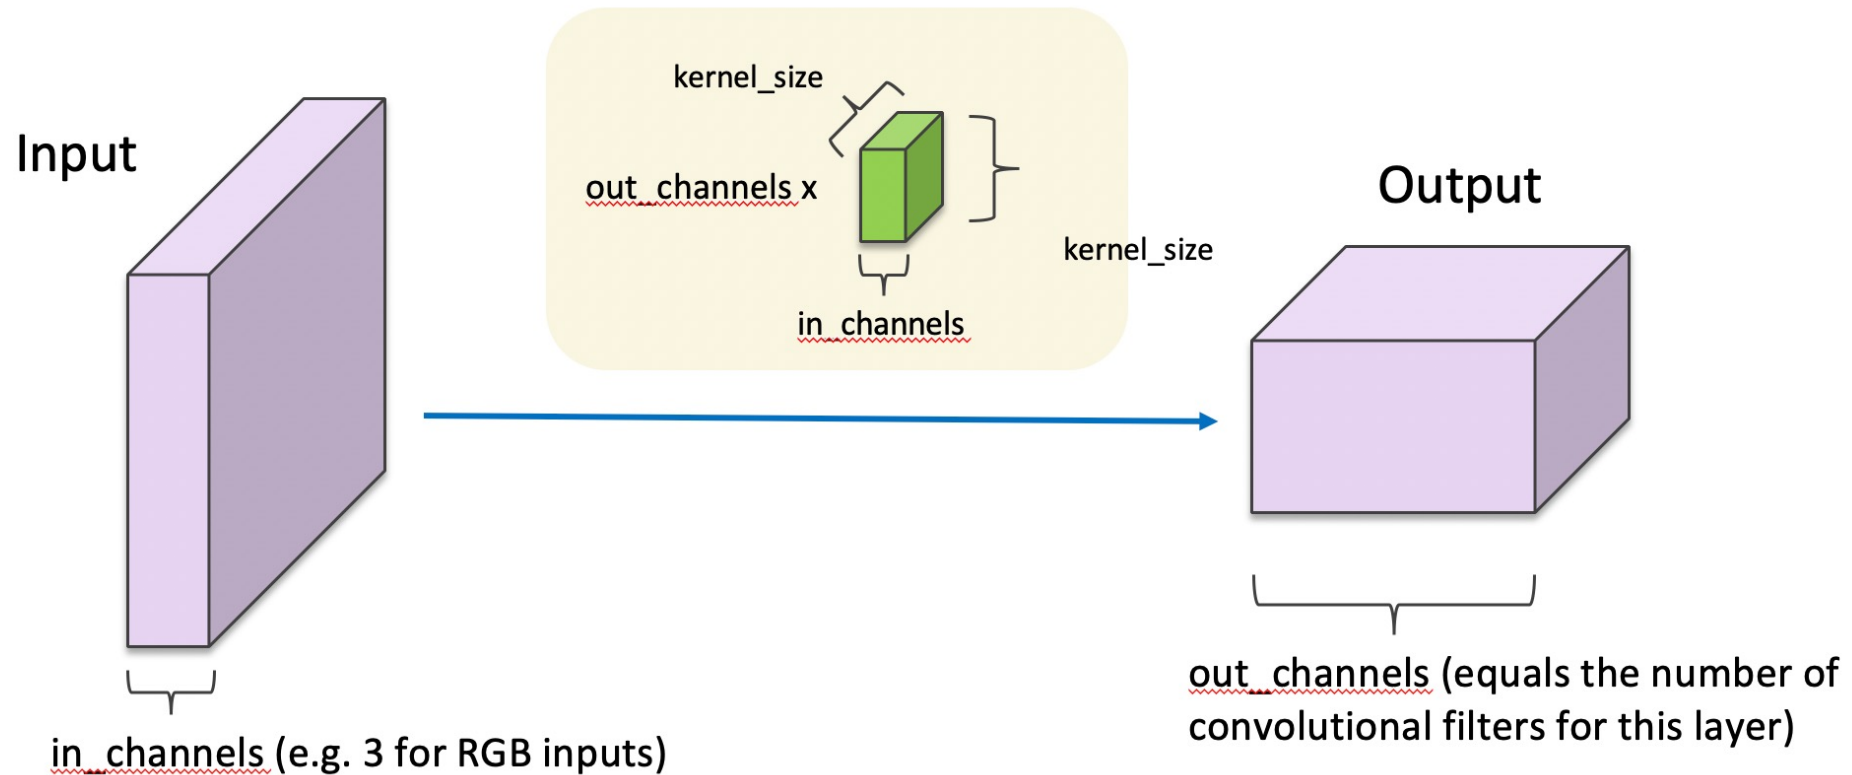 Input
kernel_size
out_channels x
kernel_size
in_channels
Output
in_channels (e.g. 3 for RGB inputs)
out_channels (equals the number of
convolutional filters for this layer)